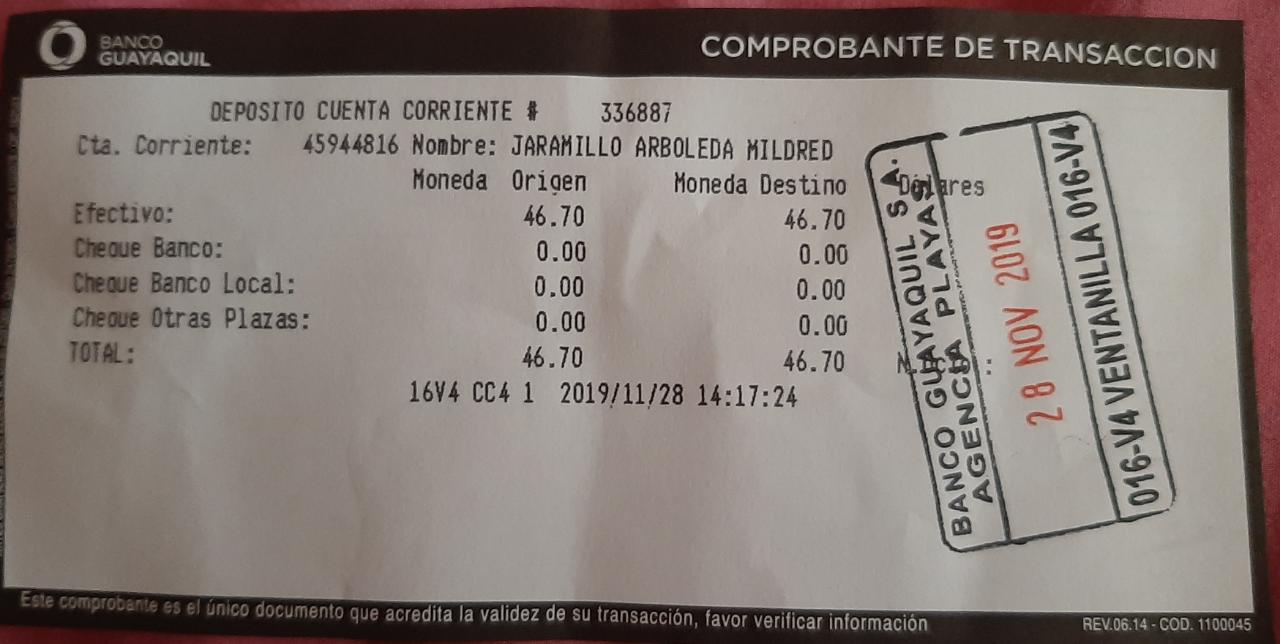 BANCO
GUAYAQUIL
COMPROBANTE DE TRANSACCION
DEPOSITO CUENTA CORRIENTE # 336887
Cta. Corriente: 45944816 Nombre: JARAMILLO ARBOLEDA MILDRED
Moneda Origen Moneda Destino Dólares
Efectivo: 46.70 46.70
Cheque Banco: 0.00 0.00
Cheque Banco Local: 0.00 0.00
Cheque Otras Plazas: 0.00 0.00
TOTAL: 46.70 46.70
16V4 CC4 1 2019/11/28 14:17:24
BANCO GUAYAQUIL S.A.
AGENCIA PLAYAS
28 NOV 2019
016-V4 VENTANILLA 016-V4
Este comprobante es el único documento que acredita la validez de su transacción, favor verificar información
REV.06.14 - COD. 1100045